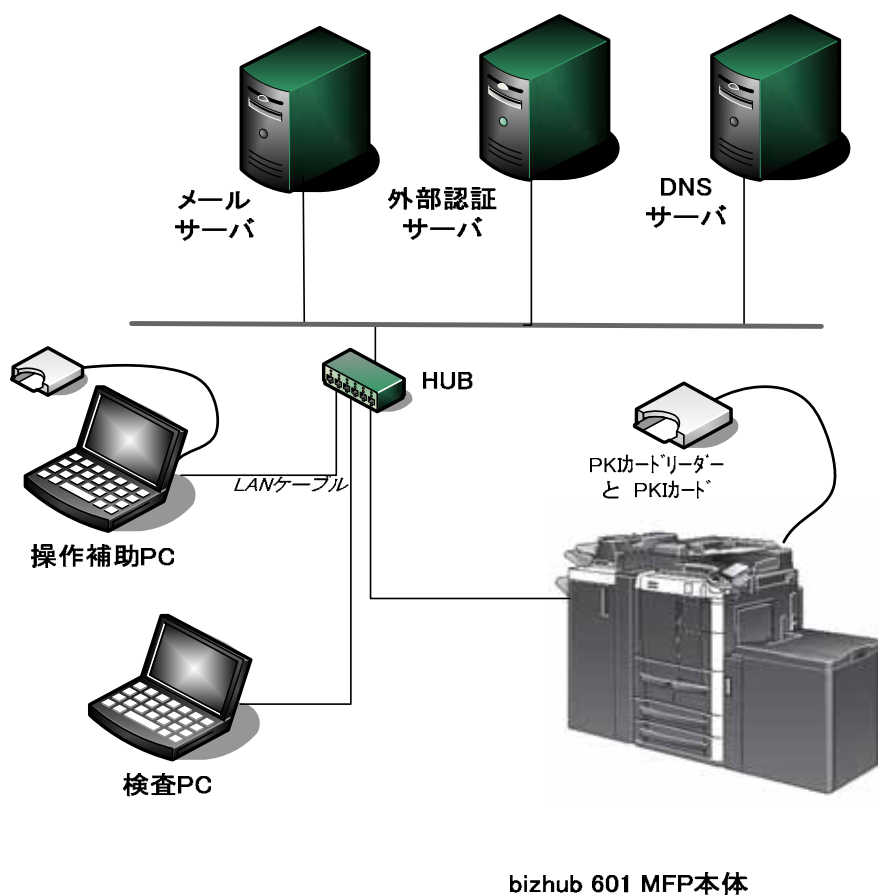 メール
サーバ
外部認証
サーバ
DNS
サーバ
HUB
LANケーブル
PKIカードリーダー
と PKIカード
操作補助PC
検査PC
bizhub 601 MFP本体